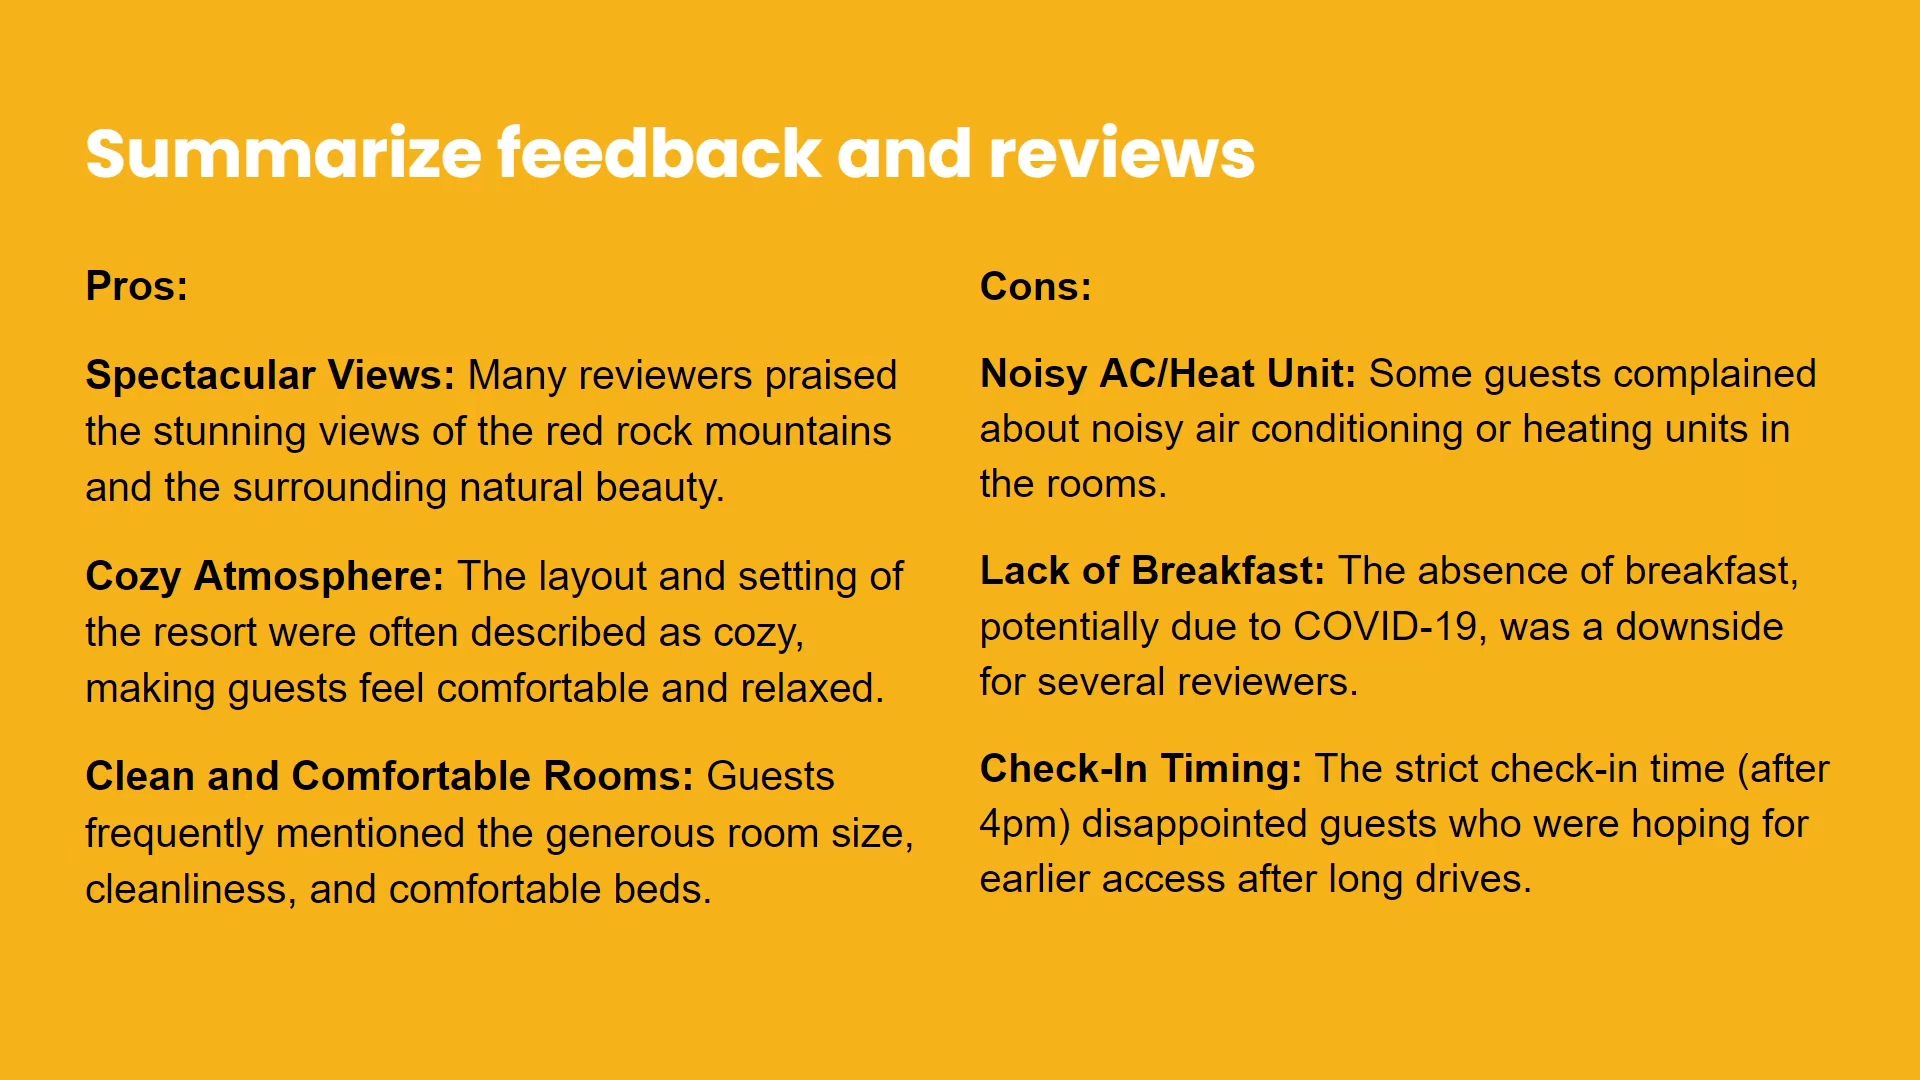 Summarize feedback and reviews
Pros:
Spectacular Views: Many reviewers praised
the stunning views of the red rock mountains
and the surrounding natural beauty.
Cozy Atmosphere: The layout and setting of
the resort were often described as cozy,
making guests feel comfortable and relaxed.
Clean and Comfortable Rooms: Guests
frequently mentioned the generous room size,
cleanliness, and comfortable beds.
Cons:
Noisy AC/Heat Unit: Some guests complained
about noisy air conditioning or heating units in
the rooms.
Lack of Breakfast: The absence of breakfast,
potentially due to COVID-19, was a downside
for several reviewers.
Check-In Timing: The strict check-in time (after
4pm) disappointed guests who were hoping for
earlier access after long drives.